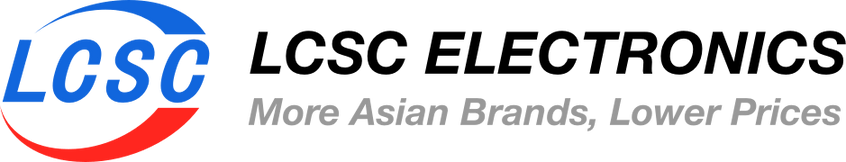 LCSC
LCSC ELECTRONICS
More Asian Brands, Lower Prices